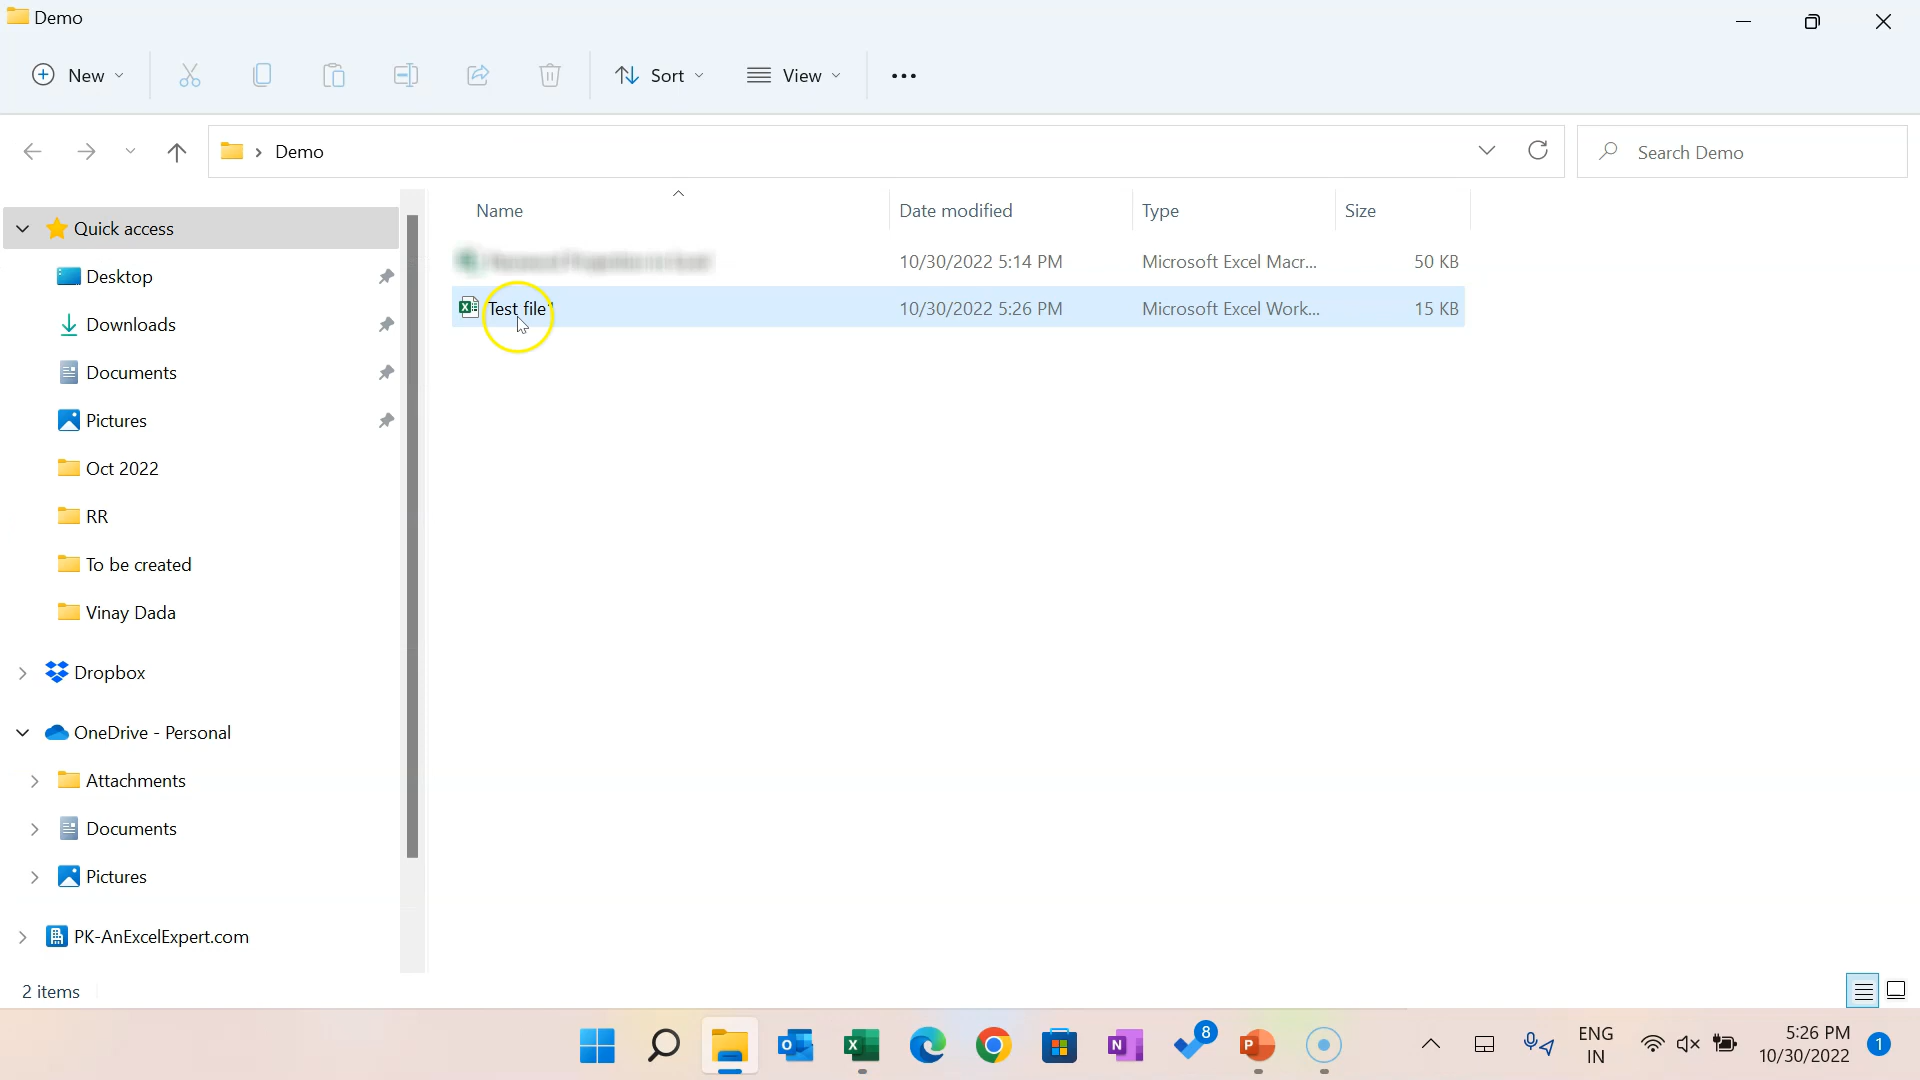 Demo
New
Sort
View
Demo
Search Demo
Name
Date modified
Type
Size
10/30/2022 5:14 PM
Microsoft Excel Macr...
50 KB
Test file1
10/30/2022 5:26 PM
Microsoft Excel Work...
15 KB
Quick access
Desktop
Downloads
Documents
Pictures
Oct 2022
RR
To be created
Vinay Dada
Dropbox
OneDrive - Personal
Attachments
Documents
Pictures
PK-AnExcelExpert.com
2 items
8
ENG
IN
5:26 PM
10/30/2022
1